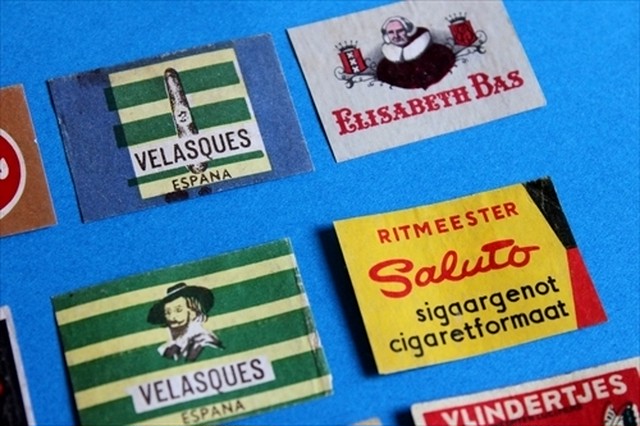 ELISABETH BAS
VELASQUES
ESPANA
RITMEESTER
Saluto
sigaargenot
cigaretformaat
VELASQUES
ESPANA
VLINDERTJES